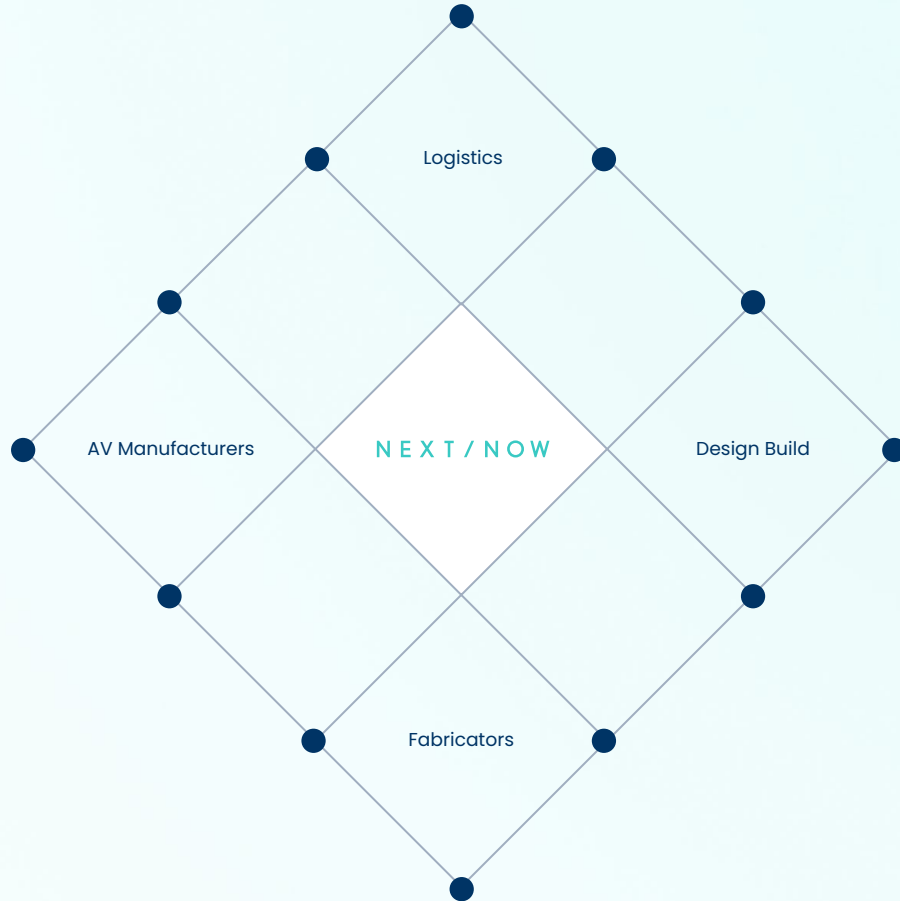 Logistics
AV Manufacturers
NEXT/NOW
Design Build
Fabricators